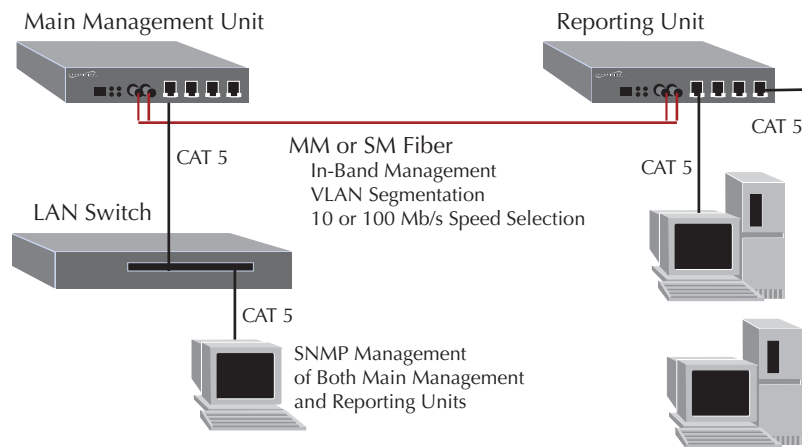 Main Management Unit
Reporting Unit
CAT 5
MM or SM Fiber
In-Band Management
VLAN Segmentation
10 or 100 Mb/s Speed Selection
CAT 5
CAT 5
LAN Switch
CAT 5
SNMP Management
of Both Main Management
and Reporting Units